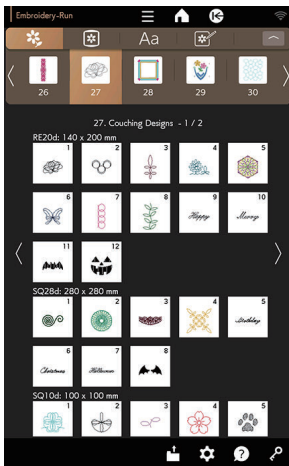 Embroidery-Run
Aa
26 27 28 29 30
27. Couching Designs - 1 / 2
RE20d: 140 x 200 mm
1 2 3 4 5
6 7 8 9 10
Happy Merry
11 12
SQ28d: 280 x 280 mm
1 2 3 4 5
Birthday
6 7 8
Christmas Halloween
SQ10d: 100 x 100 mm
1 2 3 4 5
?